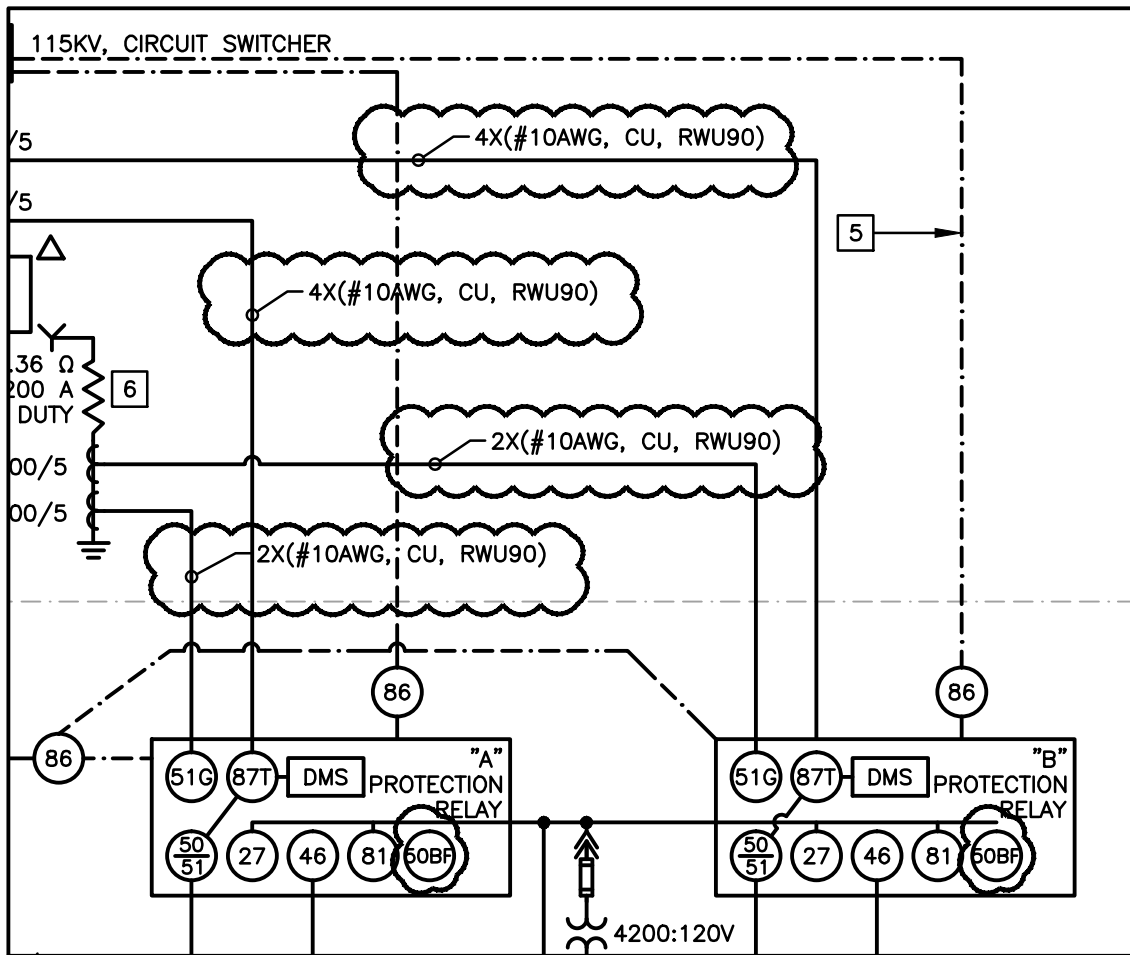 115KV, CIRCUIT SWITCHER
/5
4X(#10AWG, CU, RWU90)
/5
5
4X(#10AWG, CU, RWU90)
.36 Ω
200 A
DUTY
6
2X(#10AWG, CU, RWU90)
00/5
00/5
2X(#10AWG, CU, RWU90)
86
86
86
51G
87T
DMS
"A"
PROTECTION
RELAY
50
51
27
46
81
50BF
51G
87T
DMS
"B"
PROTECTION
RELAY
50
51
27
46
81
50BF
4200:120V